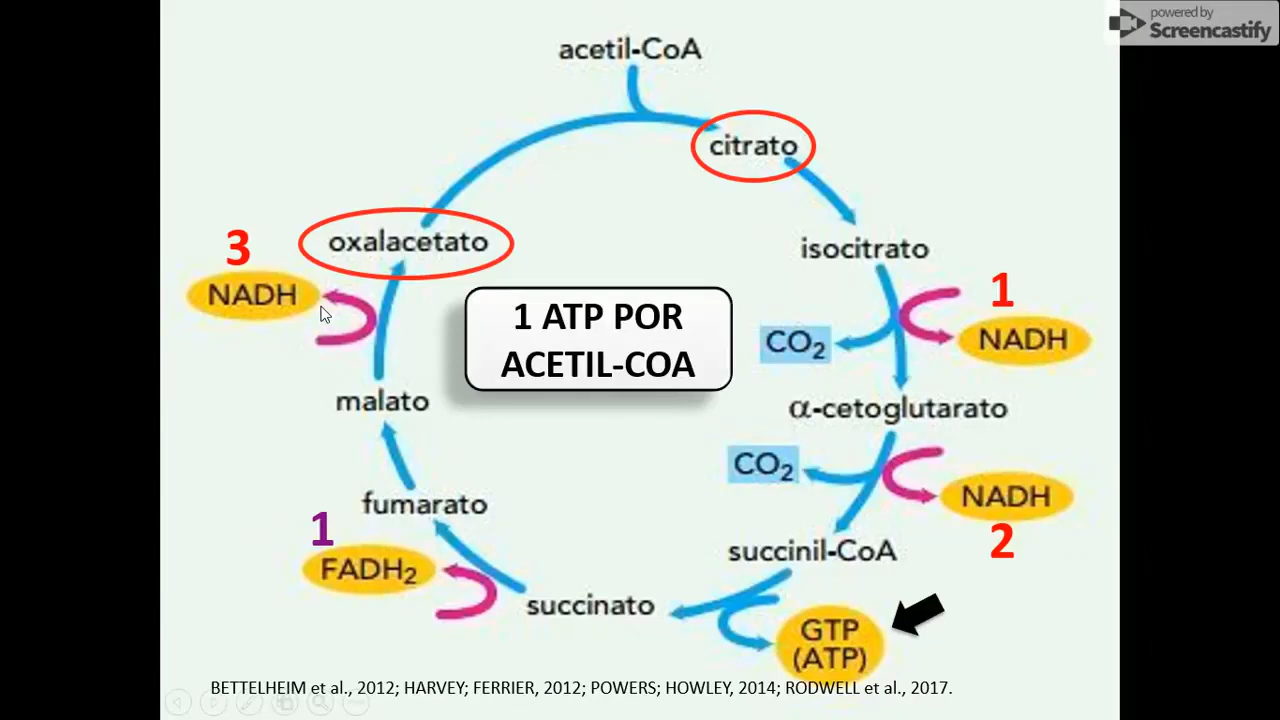 powered by
Screencastify
acetil-CoA
citrato
oxalacetato
isocitrato
3
NADH
1
NADH
1 ATP POR
ACETIL-COA
CO₂
malato
α-cetoglutarato
CO₂
NADH
2
fumarato
1
FADH₂
succinil-CoA
succinato
GTP
(ATP)
BETTELHEIM et al., 2012; HARVEY; FERRIER, 2012; POWERS; HOWLEY, 2014; RODWELL et al., 2017.